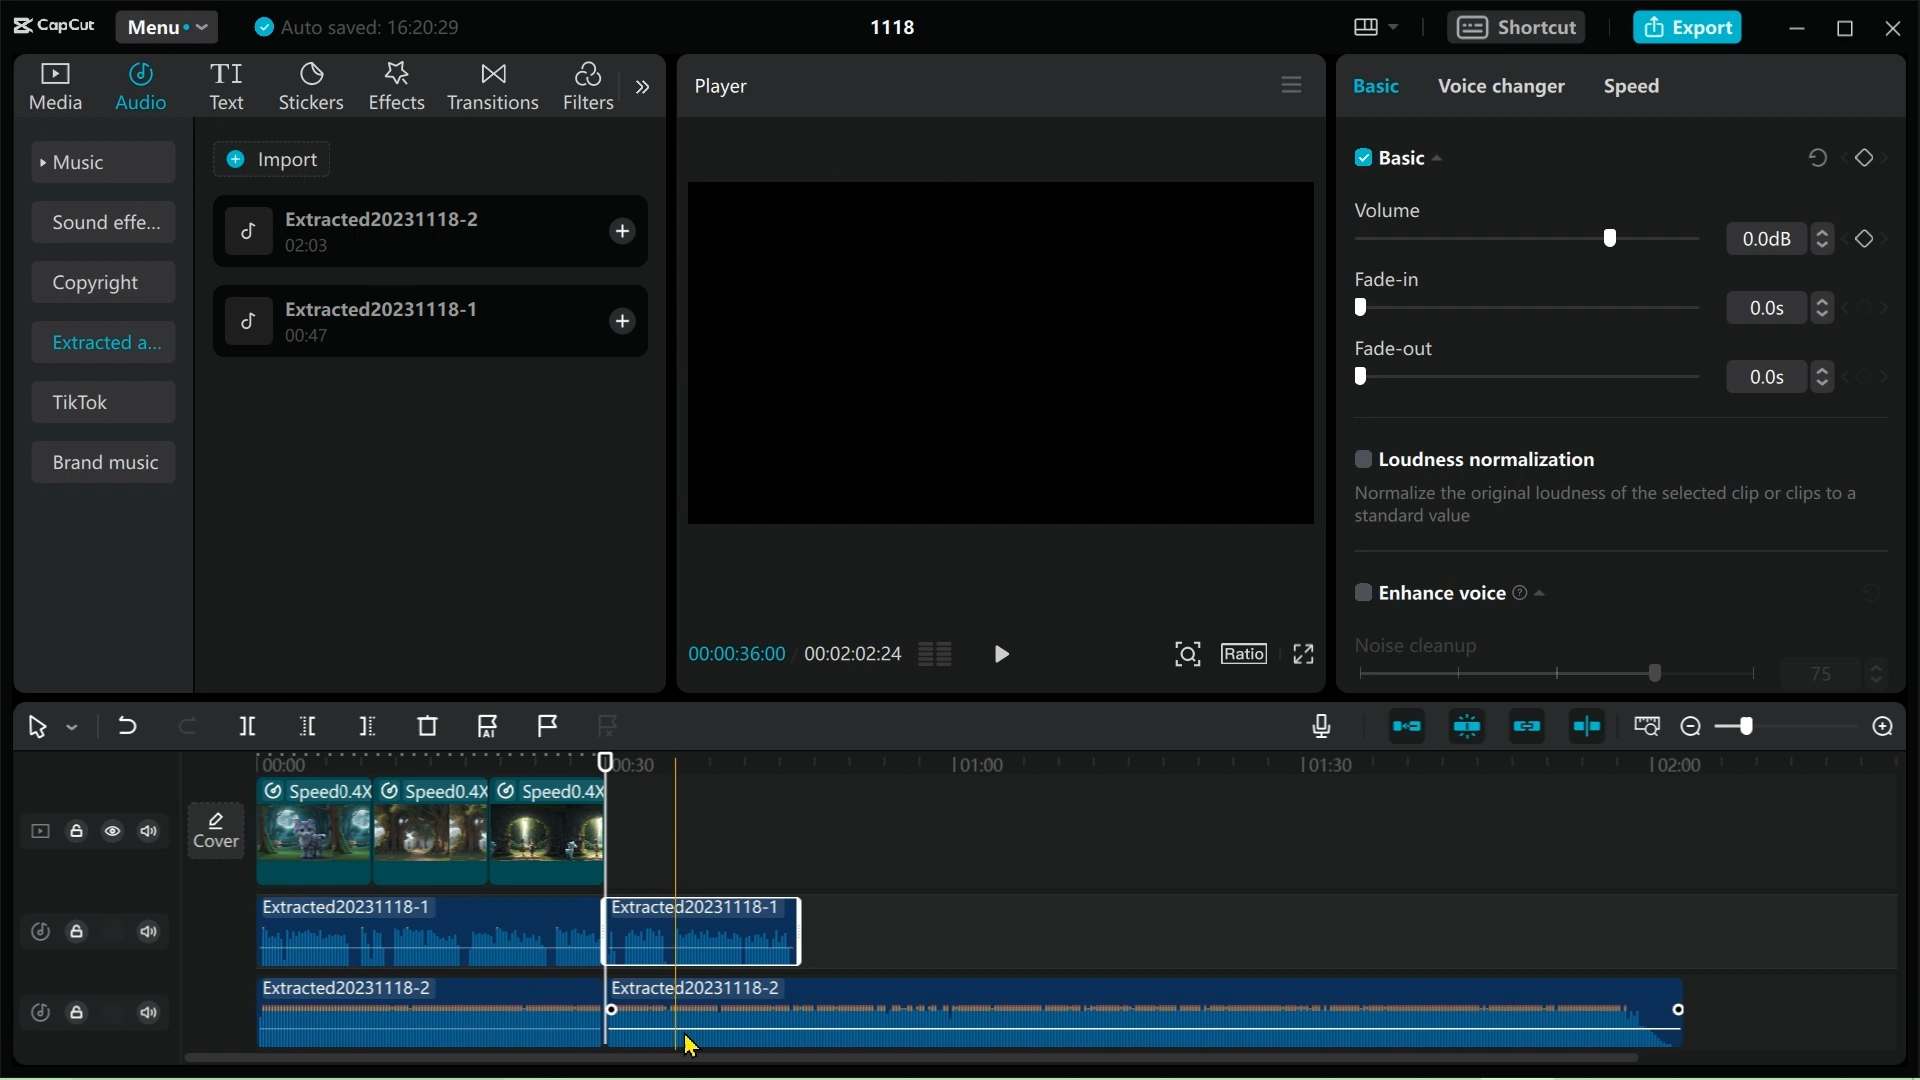 CapCut
Menu
Auto saved: 16:20:29
1118
Shortcut
Export
Media
Audio
TI
Text
Stickers
Effects
Transitions
Filters
Player
Basic
Voice changer
Speed
Music
Sound effe...
Copyright
Extracted a...
TikTok
Brand music
Import
Extracted20231118-2
02:03
Extracted20231118-1
00:47
00:00:36:00
00:02:02:24
Ratio
Basic
Volume
0.0dB
Fade-in
0.0s
Fade-out
0.0s
Loudness normalization
Normalize the original loudness of the selected clip or clips to a
standard value
Enhance voice
Noise cleanup
75
AI
00:00
00:30
01:00
01:30
02:00
Cover
Speed0.4X
Speed0.4X
Speed0.4X
Extracted20231118-1
Extracted20231118-1
Extracted20231118-2
Extracted20231118-2